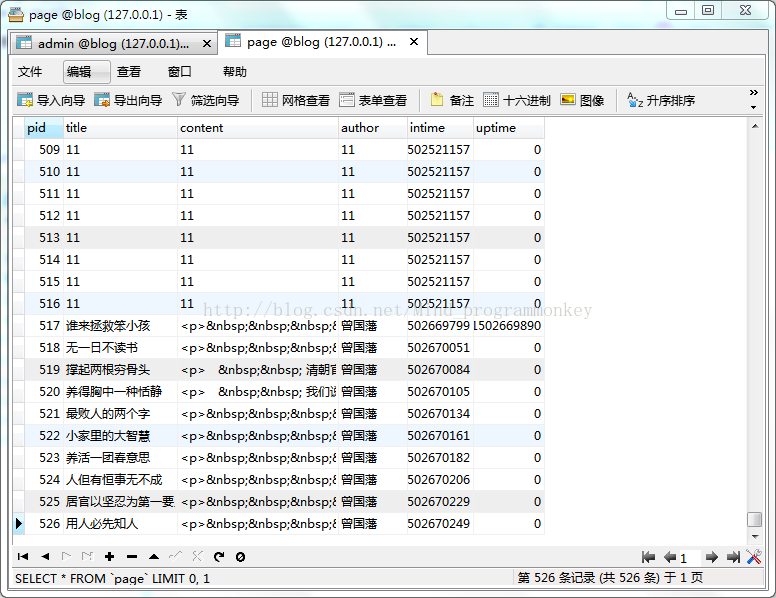 page @blog (127.0.0.1) - 表
admin @blog (127.0.0.1)... page @blog (127.0.0.1) ...
文件 编辑 查看 窗口 帮助
导入向导 导出向导 筛选向导 网格查看 表单查看 备注 十六进制 图像 升序排序
pid title content author intime uptime
509 11 11 11 502521157 0
510 11 11 11 502521157 0
511 11 11 11 502521157 0
512 11 11 11 502521157 0
513 11 11 11 502521157 0
514 11 11 11 502521157 0
515 11 11 11 502521157 0
516 11 11 11 502521157 0
http://blog.csdn.net/Mind_programmonkey
517 谁来拯救笨小孩 <p>&nbsp;&nbsp;&nbsp;& 曾国藩 502669799 1502669890
518 无一日不读书 <p>&nbsp;&nbsp;&nbsp;& 曾国藩 502670051 0
519 撑起两根穷骨头 <p> &nbsp;&nbsp; 清朝官 曾国藩 502670084 0
520 养得胸中一种恬静 <p> &nbsp;&nbsp; 我们说 曾国藩 502670105 0
521 最败人的两个字 <p>&nbsp;&nbsp;&nbsp;& 曾国藩 502670134 0
522 小家里的大智慧 <p>&nbsp;&nbsp;&nbsp;& 曾国藩 502670161 0
523 养活一团春意思 <p>&nbsp;&nbsp;&nbsp;& 曾国藩 502670182 0
524 人但有恒事无不成 <p>&nbsp;&nbsp;&nbsp;& 曾国藩 502670206 0
525 居官以坚忍为第一要 <p>&nbsp;&nbsp;&nbsp;& 曾国藩 502670229 0
526 用人必先知人 <p>&nbsp;&nbsp;&nbsp;& 曾国藩 502670249 0
1
SELECT * FROM `page` LIMIT 0, 1 第 526 条记录 (共 526 条) 于 1 页